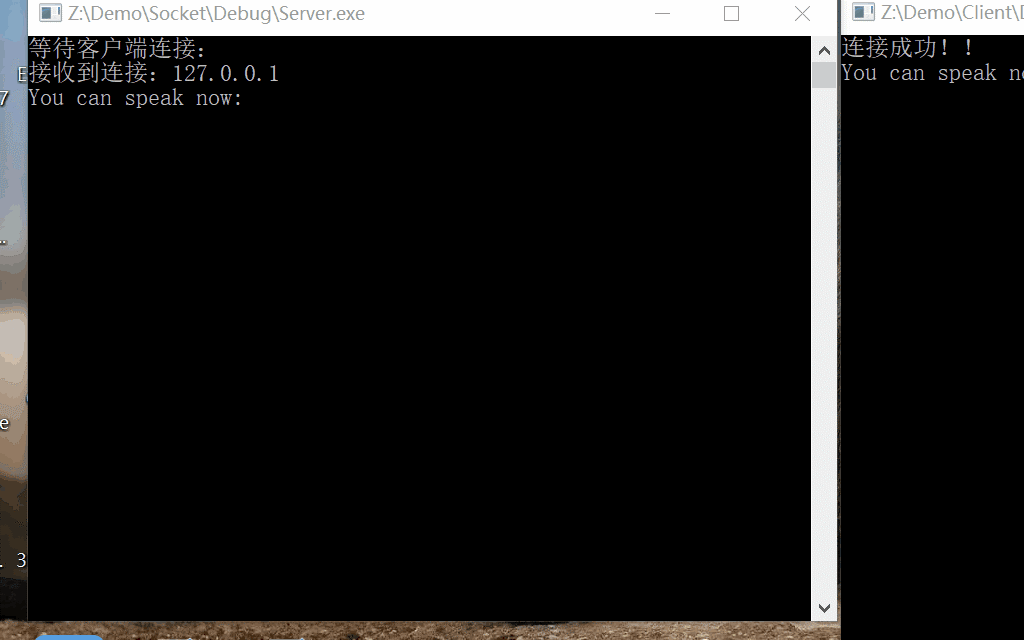 Z:\Demo\Socket\Debug\Server.exe
等待客户端连接:
接收到连接: 127.0.0.1
You can speak now:
Z:\Demo\Client\
连接成功!!
You can speak
E
7
..
e
. 3